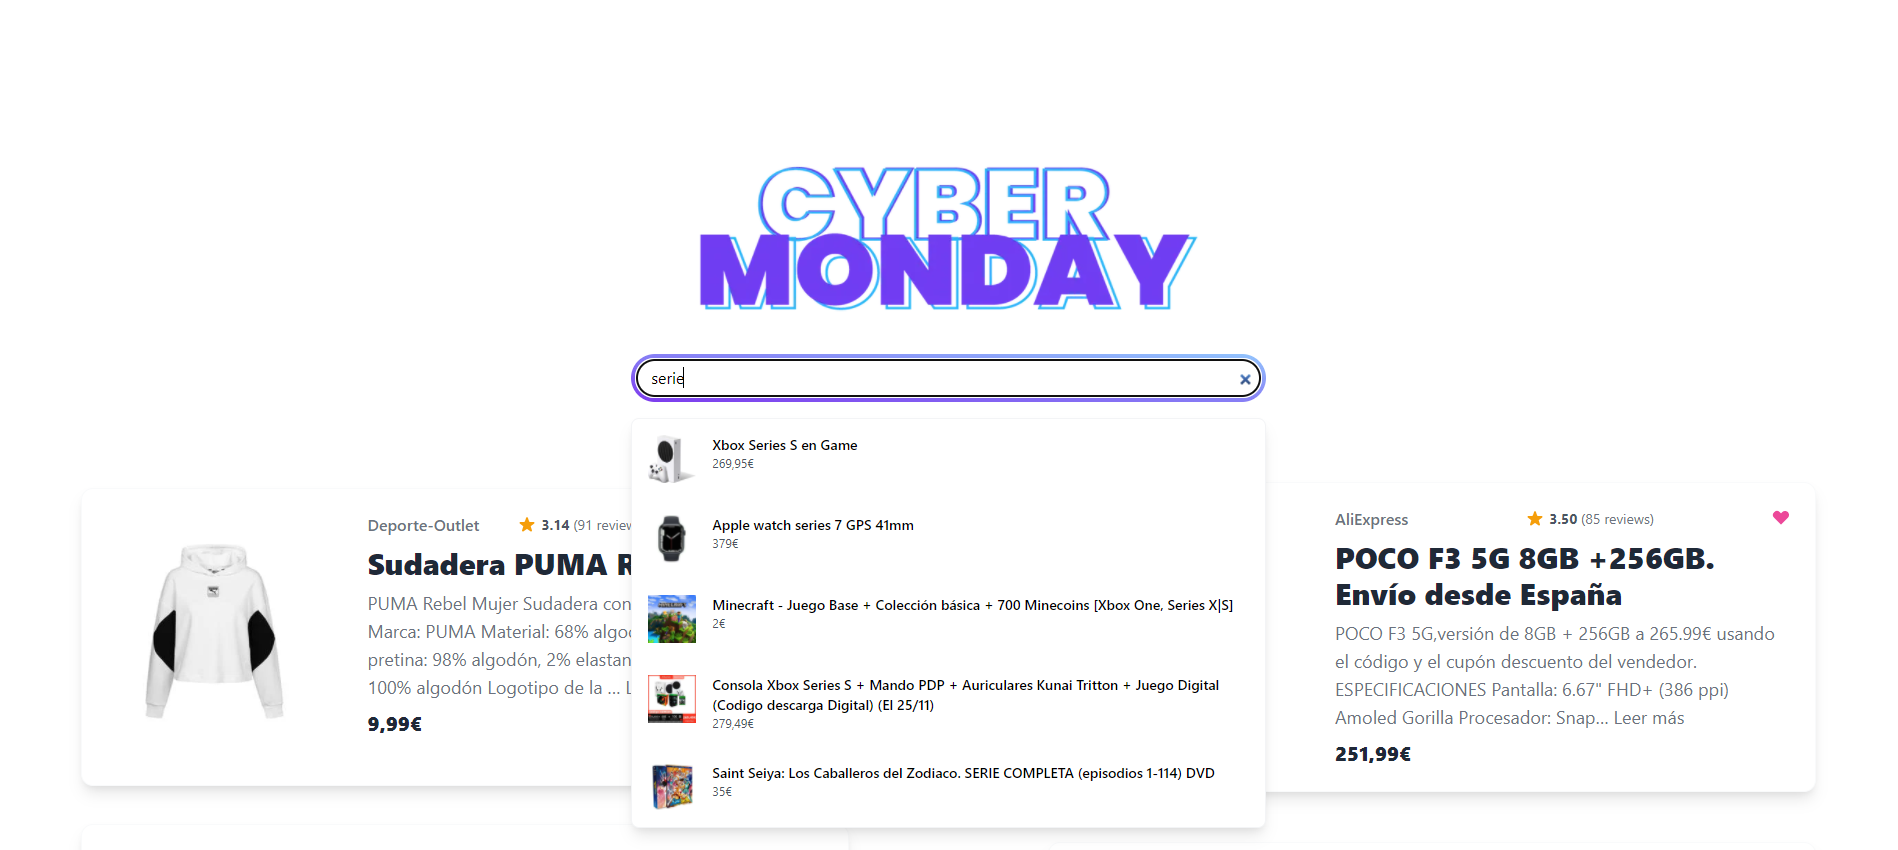 CYBER
MONDAY
serie
Xbox Series S en Game
269,95€
Apple watch series 7 GPS 41mm
379€
Minecraft - Juego Base + Colección básica + 700 Minecoins [Xbox One, Series X|S]
2€
Consola Xbox Series S + Mando PDP + Auriculares Kunai Tritton + Juego Digital
(Codigo descarga Digital) (El 25/11)
279,49€
Saint Seiya: Los Caballeros del Zodiaco. SERIE COMPLETA (episodios 1-114) DVD
35€
Deporte-Outlet
3.14 (91 review
Sudadera PUMA R
PUMA Rebel Mujer Sudadera con
Marca: PUMA Material: 68% algo
pretina: 98% algodón, 2% elastan
100% algodón Logotipo de la ... L
9,99€
AliExpress
3.50 (85 reviews)
POCO F3 5G 8GB +256GB.
Envío desde España
POCO F3 5G,versión de 8GB + 256GB a 265.99€ usando
el código y el cupón descuento del vendedor.
ESPECIFICACIONES Pantalla: 6.67" FHD+ (386 ppi)
Amoled Gorilla Procesador: Snap... Leer más
251,99€